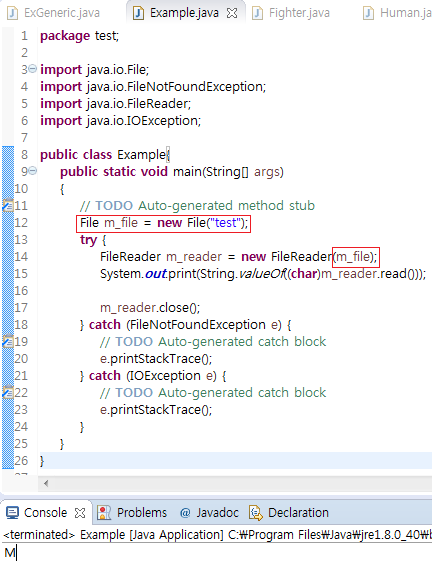 ExGeneric.java Example.java Fighter.java Human.ja
1 package test;
2
3 import java.io.File;
4 import java.io.FileNotFoundException;
5 import java.io.FileReader;
6 import java.io.IOException;
7
8 public class Example{
9 public static void main(String[] args)
10 {
11 // TODO Auto-generated method stub
12 File m_file = new File("test");
13 try {
14 FileReader m_reader = new FileReader(m_file);
15 System.out.print(String.valueOf((char)m_reader.read()));
16
17 m_reader.close();
18 } catch (FileNotFoundException e) {
19 // TODO Auto-generated catch block
20 e.printStackTrace();
21 } catch (IOException e) {
22 // TODO Auto-generated catch block
23 e.printStackTrace();
24 }
25 }
26 }
Console Problems @ Javadoc Declaration
<terminated> Example [Java Application] C:₩Program Files₩Java₩jre1.8.0_40₩b
M